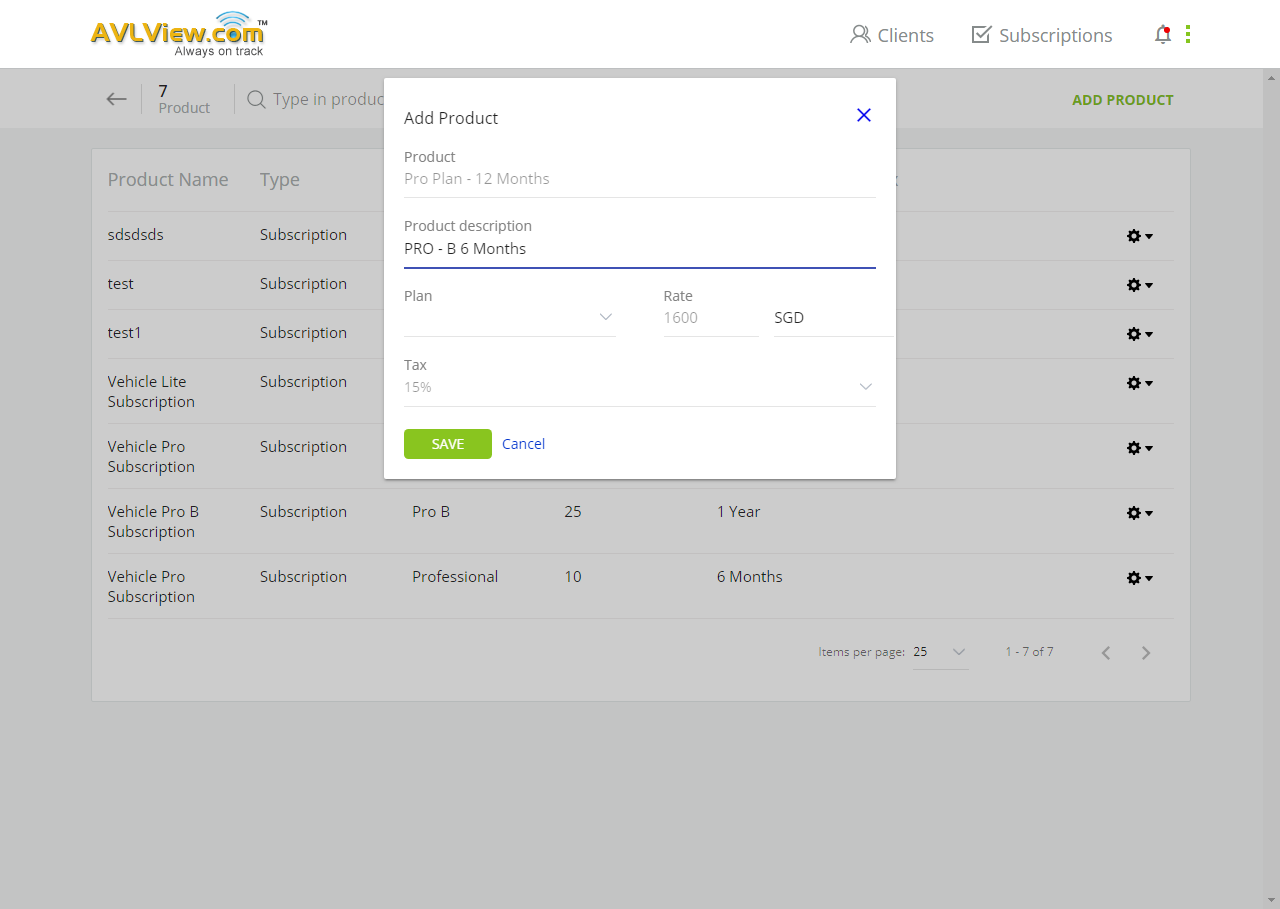 AVLView.com™
Always on track
Clients
Subscriptions
7
Product
Type in produc
ADD PRODUCT
Add Product
Product
Pro Plan - 12 Months
Product description
PRO - B 6 Months
Plan
Rate
1600
SGD
Tax
15%
SAVE
Cancel
Product Name Type
sdsdsds Subscription
test Subscription
test1 Subscription
Vehicle Lite Subscription
Subscription
Vehicle Pro Subscription
Subscription
Vehicle Pro B Subscription Pro B 25 1 Year
Subscription
Vehicle Pro Subscription Professional 10 6 Months
Subscription
Items per page: 25 1 - 7 of 7